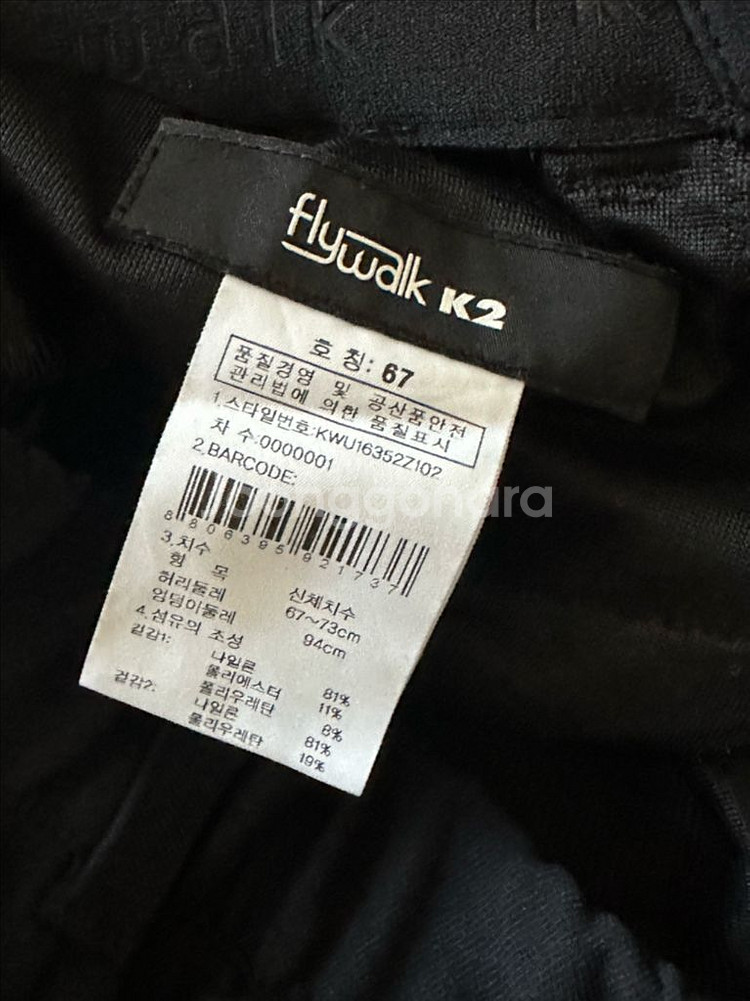 flywalk K2
호 칭: 67
품질경영 및 공산품안전
관리법에 의한 품질표시
1.스타일번호:KWU16352Z102
차 수:0000001
2.BARCODE:
8 806395 921737
3.치수
항 목 신체치수
허리둘레 67~73cm
엉덩이둘레 94cm
4.섬유의 조성
겉감1:
나일론 81%
폴리에스터 11%
폴리우레탄 8%
겉감2:
나일론 81%
폴리우레탄 19%
joonggonara